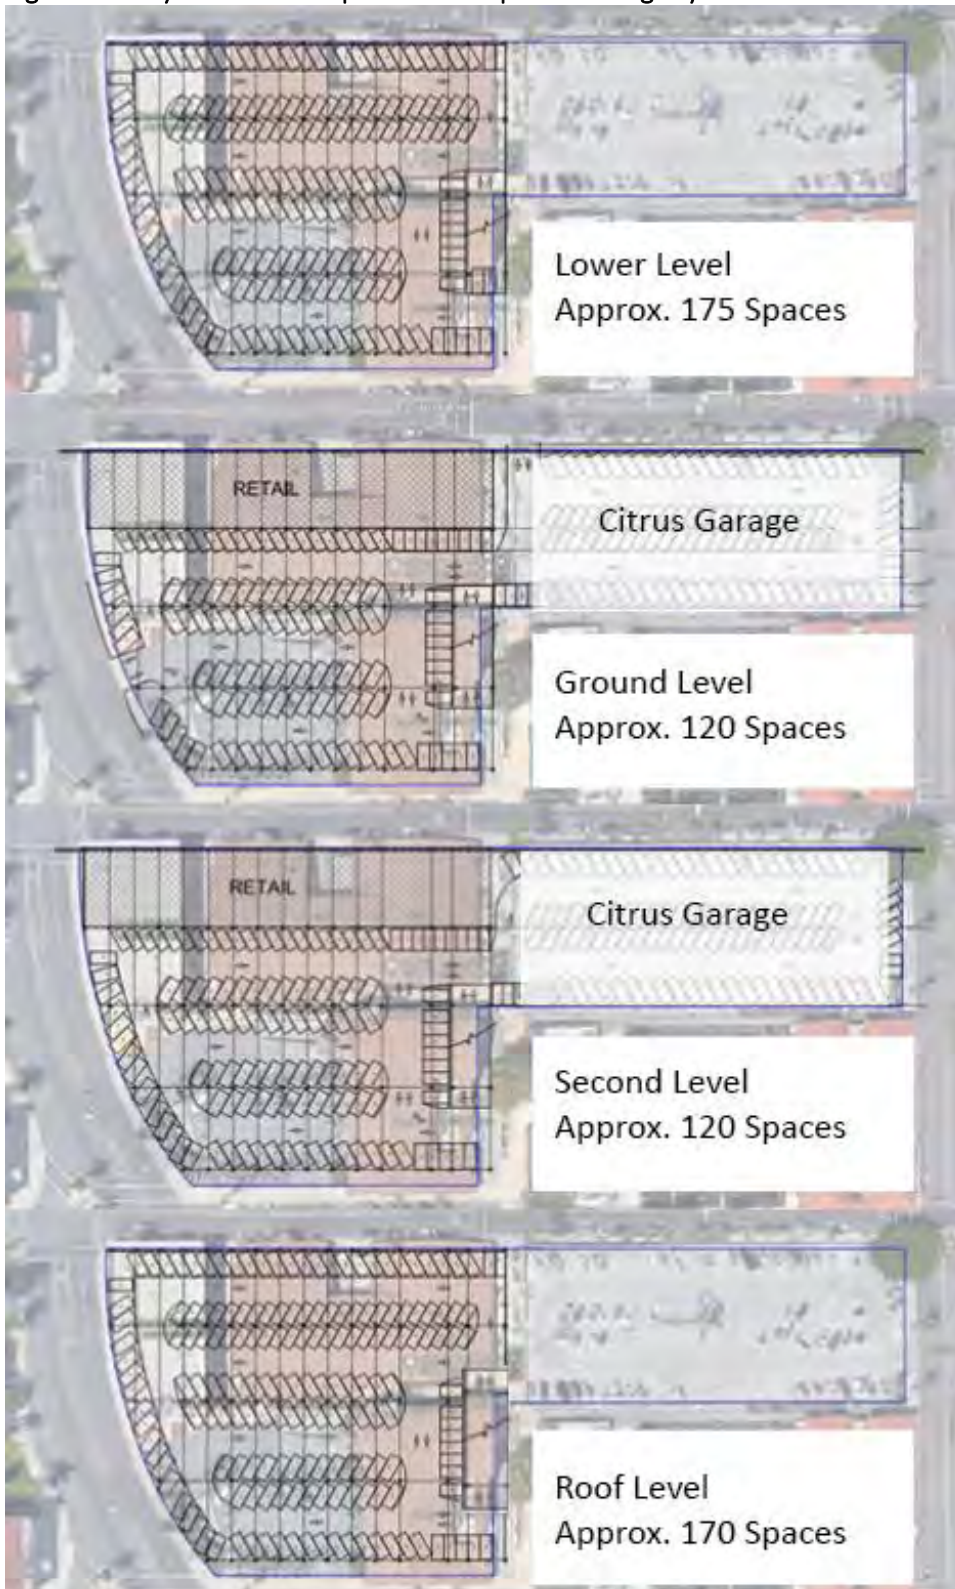 Lower Level
Approx. 175 Spaces
RETAIL
Citrus Garage
Ground Level
Approx. 120 Spaces
RETAIL
Citrus Garage
Second Level
Approx. 120 Spaces
Roof Level
Approx. 170 Spaces